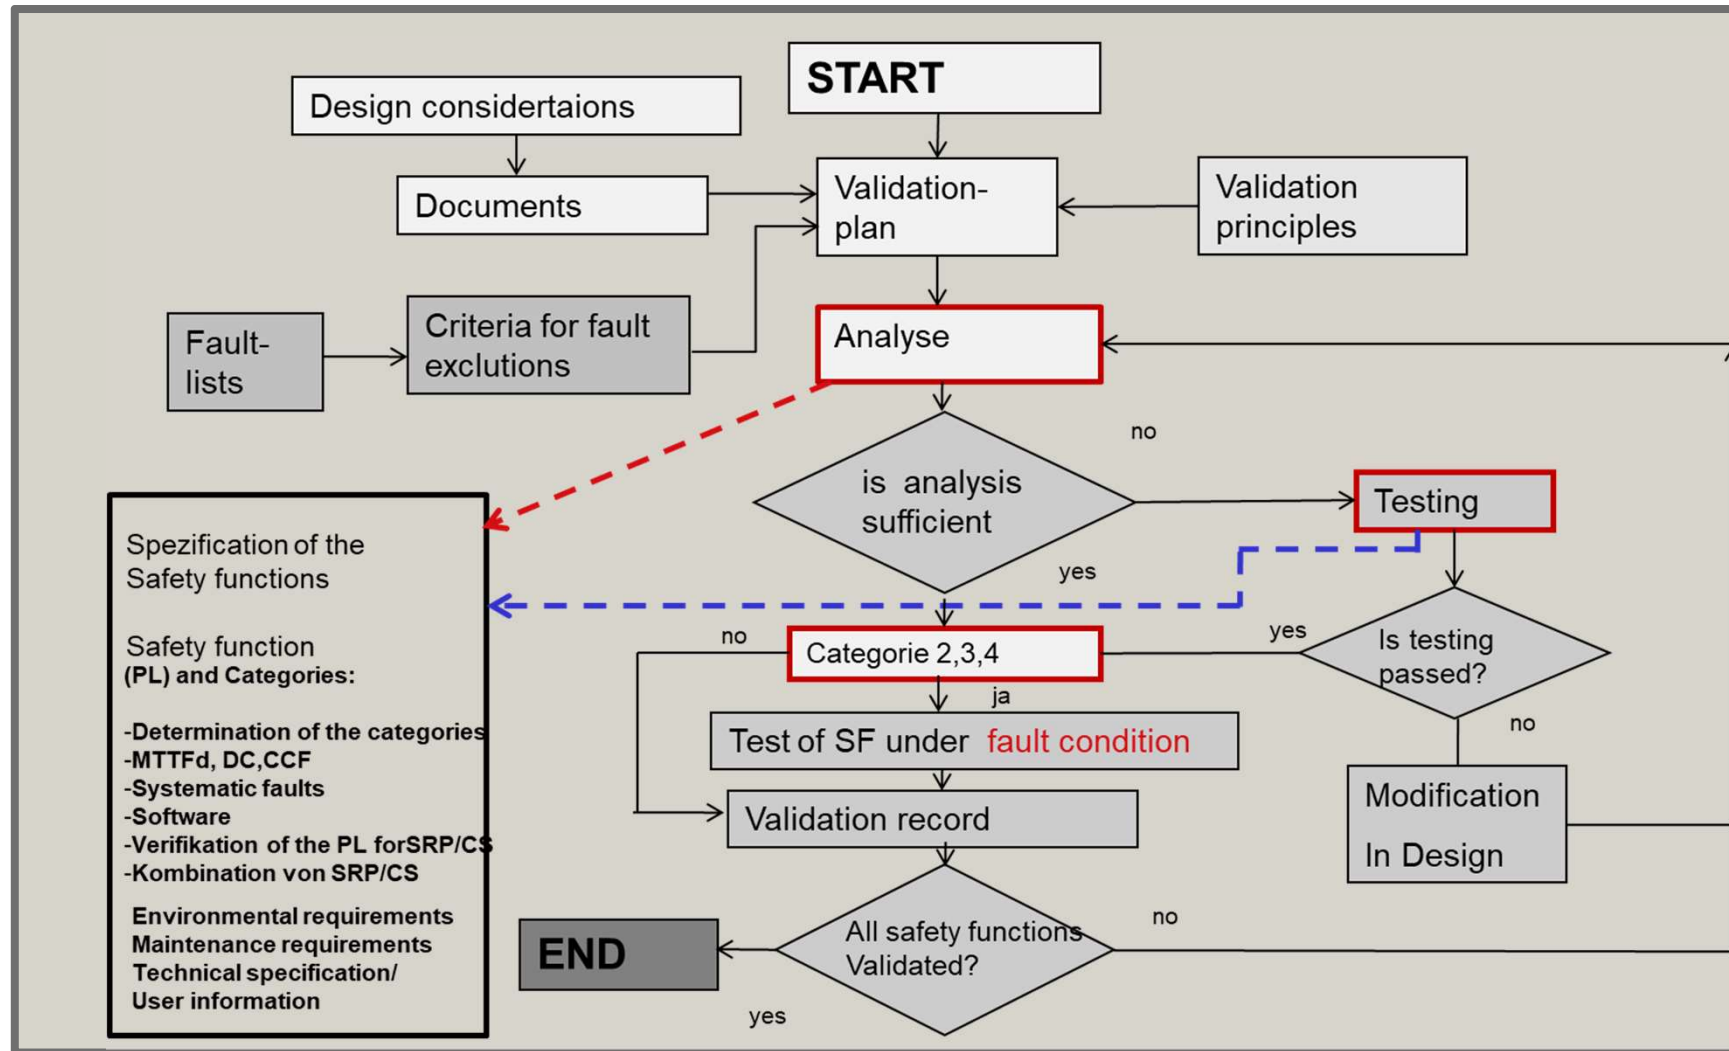 START
Design considertaions
Documents
Validation-
plan
Validation
principles
Fault-
lists
Criteria for fault
exclutions
Analyse
no
is analysis
sufficient
Testing
yes
Spezification of the
Safety functions
Safety function
(PL) and Categories:
-Determination of the categories
-MTTFd, DC,CCF
-Systematic faults
-Software
-Verifikation of the PL forSRP/CS
-Kombination von SRP/CS
Environmental requirements
Maintenance requirements
Technical specification/
User information
no
Categorie 2,3,4
yes
Is testing
passed?
ja
no
Test of SF under fault condition
Modification
In Design
Validation record
All safety functions
Validated?
no
END
yes